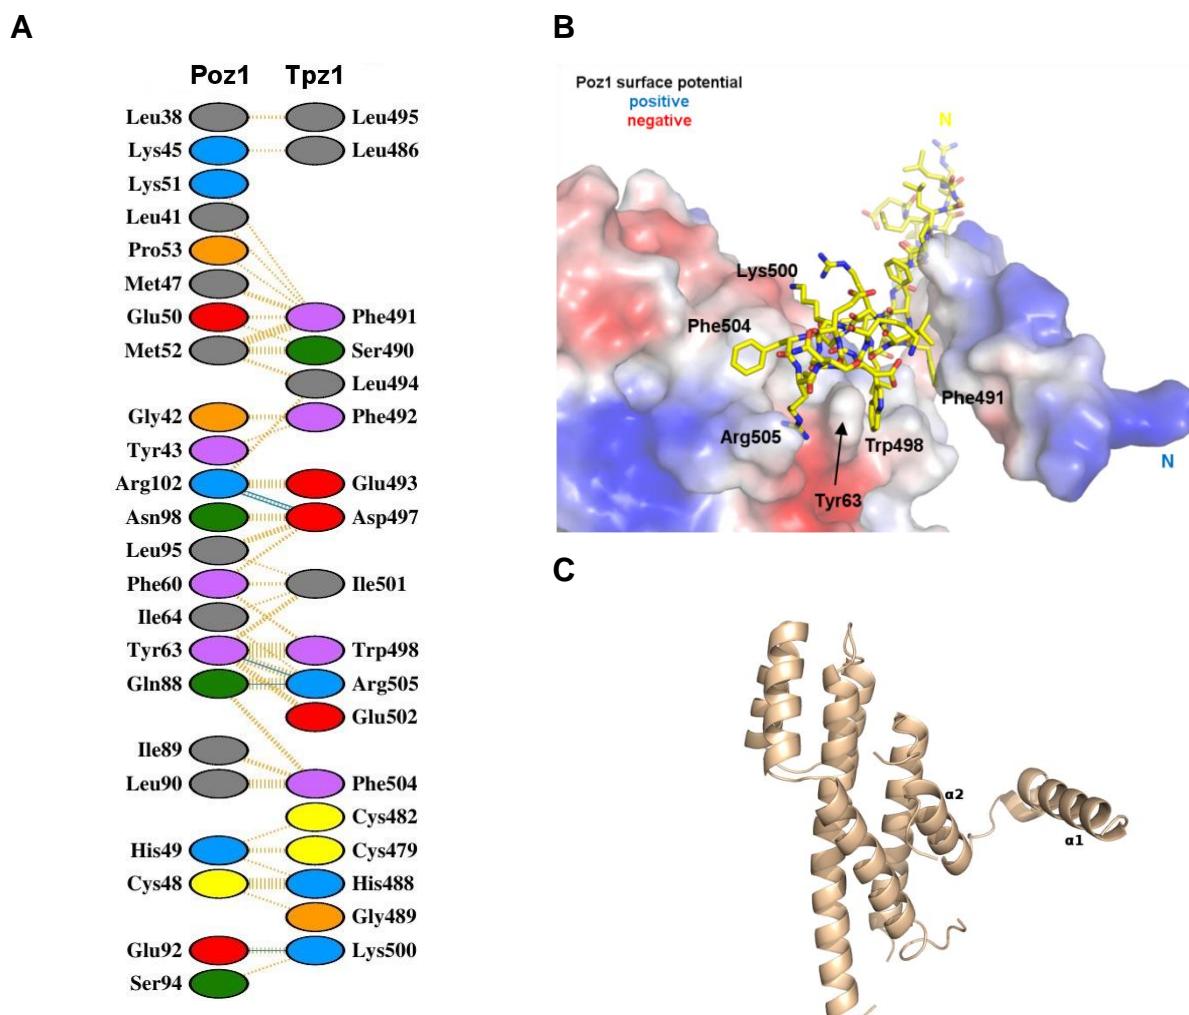 A
Poz1 Tpz1
Leu38 Leu495
Lys45 Leu486
Lys51
Leu41
Pro53
Met47
Glu50 Phe491
Met52 Ser490
Leu494
Gly42 Phe492
Tyr43
Arg102 Glu493
Asn98 Asp497
Leu95
Phe60 Ile501
Ile64
Tyr63 Trp498
Gln88 Arg505
Glu502
Ile89
Leu90 Phe504
Cys482
His49 Cys479
Cys48 His488
Gly489
Glu92 Lys500
Ser94
B
Poz1 surface potential
positive
negative
N
Lys500
Phe504
Phe491
Arg505
Trp498
Tyr63
N
C
α2
α1